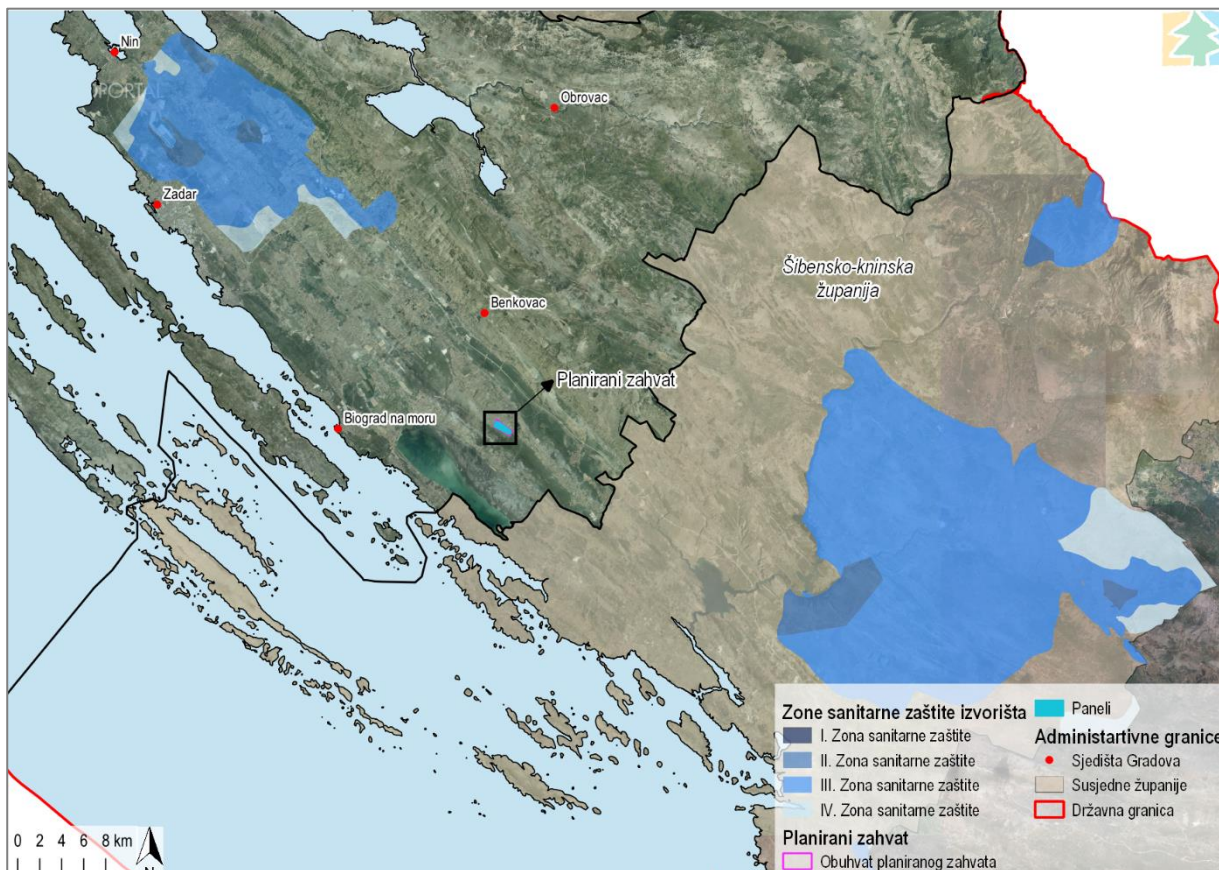 Nin
PORTAL
Obrovac
Zadar
Šibensko-kninska
županija
Benkovac
Planirani zahvat
Biograd na moru
Zone sanitarne zaštite izvorišta
I. Zona sanitarne zaštite
II. Zona sanitarne zaštite
III. Zona sanitarne zaštite
IV. Zona sanitarne zaštite
Planirani zahvat
Obuhvat planiranog zahvata
Paneli
Administartivne granice
Sjedišta Gradova
Susjedne županije
Državna granica
0 2 4 6 8 km